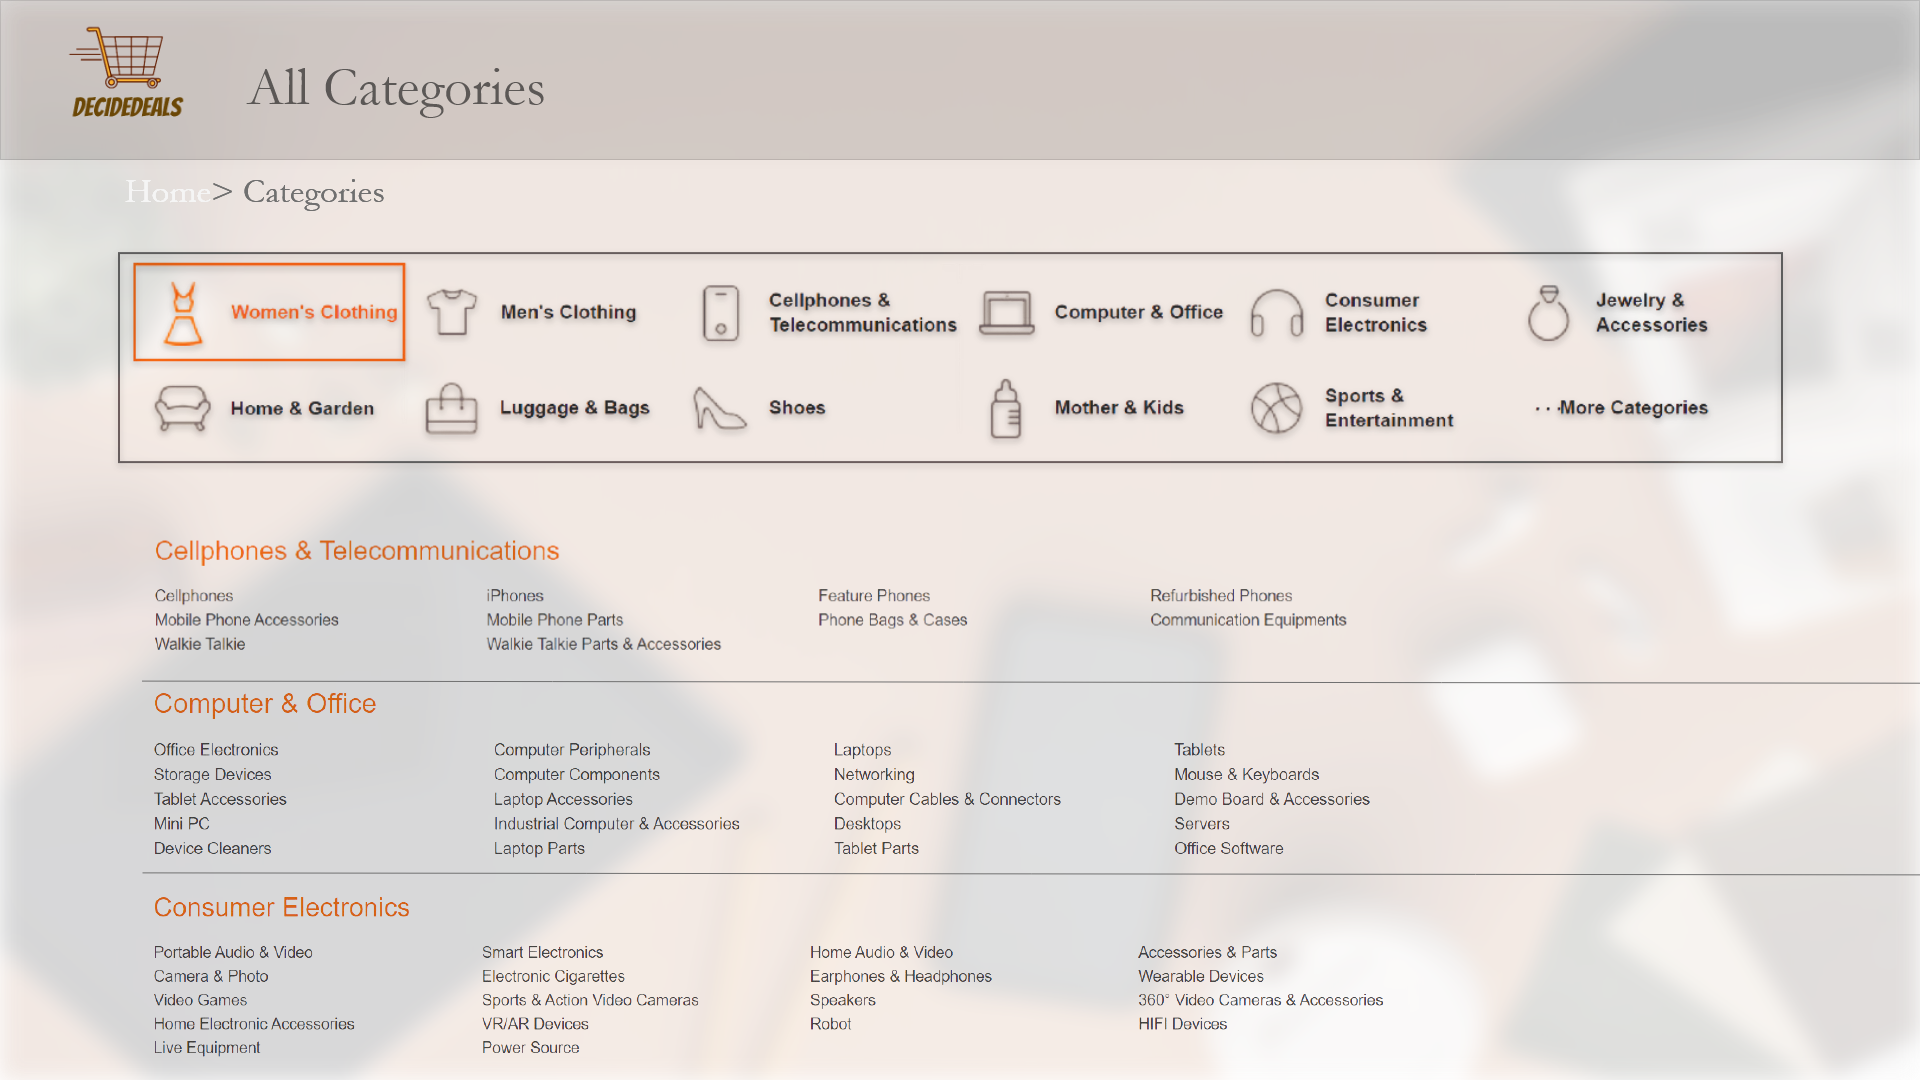 DECIDEDEALS
All Categories
Home> Categories
Women's Clothing
Men's Clothing
Cellphones &
Telecommunications
Computer & Office
Consumer
Electronics
Jewelry &
Accessories
Home & Garden
Luggage & Bags
Shoes
Mother & Kids
Sports &
Entertainment
···More Categories
Cellphones & Telecommunications
Cellphones
iPhones
Feature Phones
Refurbished Phones
Mobile Phone Accessories
Mobile Phone Parts
Phone Bags & Cases
Communication Equipments
Walkie Talkie
Walkie Talkie Parts & Accessories
Computer & Office
Office Electronics
Computer Peripherals
Laptops
Tablets
Storage Devices
Computer Components
Networking
Mouse & Keyboards
Tablet Accessories
Laptop Accessories
Computer Cables & Connectors
Demo Board & Accessories
Mini PC
Industrial Computer & Accessories
Desktops
Servers
Device Cleaners
Laptop Parts
Tablet Parts
Office Software
Consumer Electronics
Portable Audio & Video
Smart Electronics
Home Audio & Video
Accessories & Parts
Camera & Photo
Electronic Cigarettes
Earphones & Headphones
Wearable Devices
Video Games
Sports & Action Video Cameras
Speakers
360° Video Cameras & Accessories
Home Electronic Accessories
VR/AR Devices
Robot
HIFI Devices
Live Equipment
Power Source